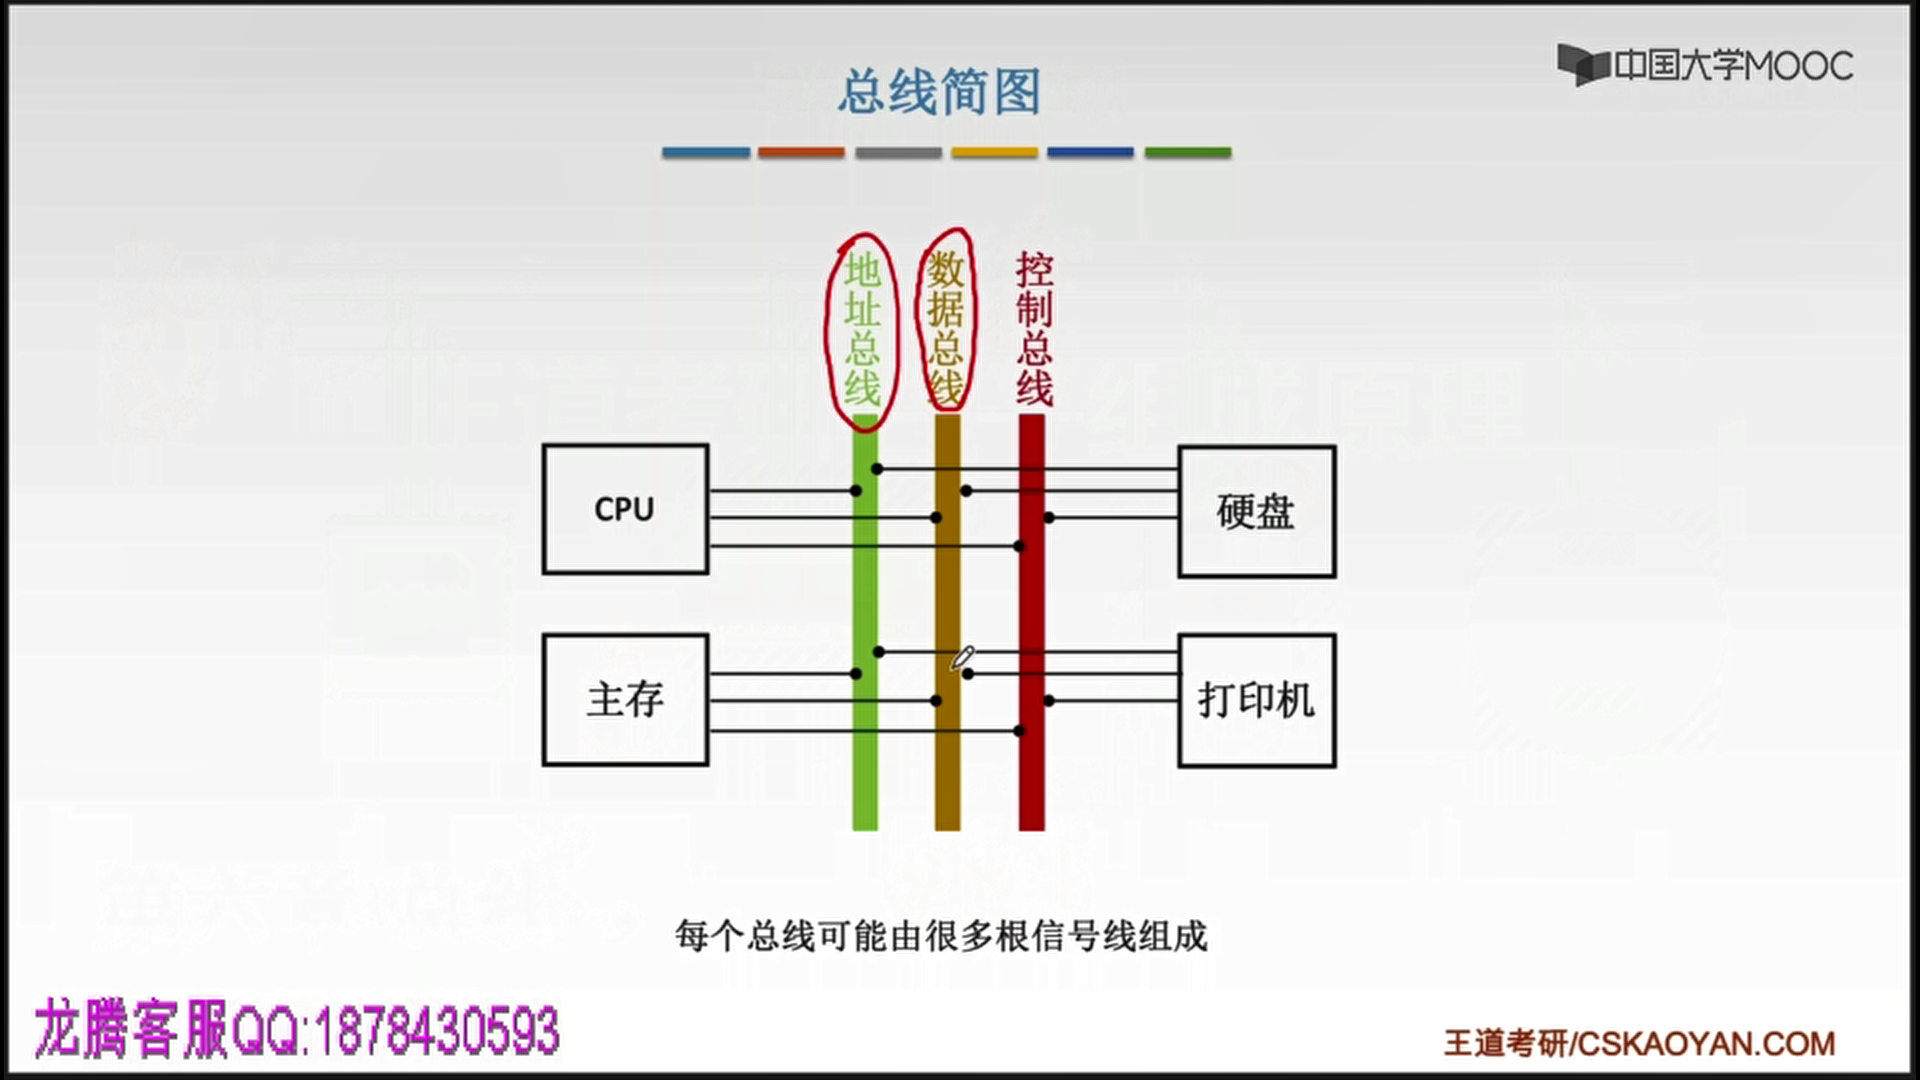 中国大学MOOC
总线简图
地址总线
数据总线
控制总线
CPU
硬盘
主存
打印机
每个总线可能由很多根信号线组成
龙腾客服QQ:1878430593
王道考研/CSKAOYAN.COM